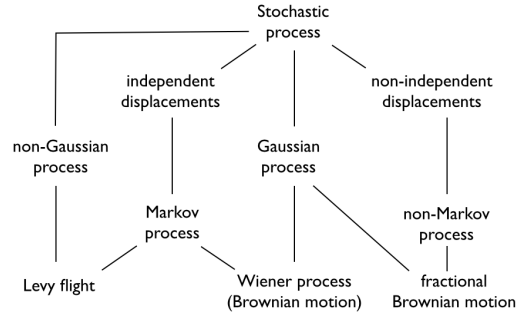 Stochastic
process
independent
displacements
non-independent
displacements
non-Gaussian
process
Gaussian
process
Markov
process
non-Markov
process
Levy flight
Wiener process
(Brownian motion)
fractional
Brownian motion